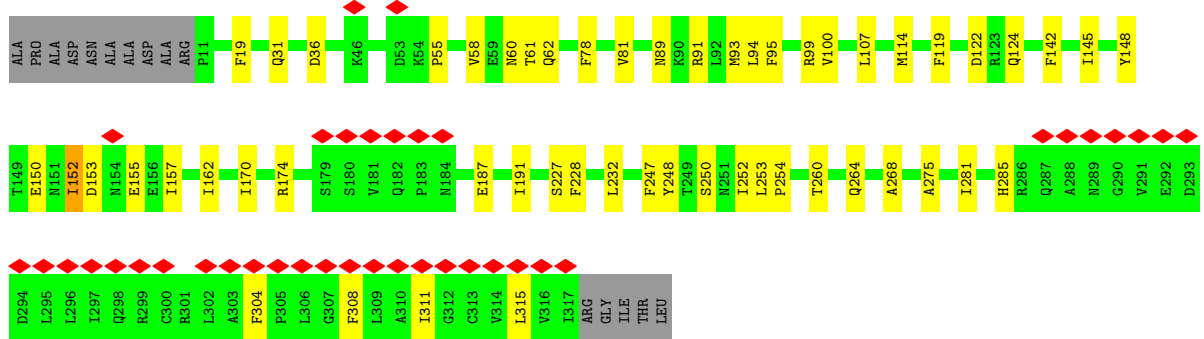 ALA PRO ALA ASP ASN ALA ALA ASP ALA ARG P11 F19 Q31 D36 K46 D53 K54 P55 V58 E59 N60 T61 Q62 F78 V81 N89 K90 R91 L92 M93 L94 F95 R99 V100 L107 M114 F119 D122 R123 Q124 F142 I145 Y148
T149 E150 N151 I152 D153 N154 E155 E156 I157 I162 I170 R174 S179 S180 V181 Q182 P183 N184 E187 I191 S227 F228 L232 F247 Y248 T249 S250 N251 I252 L253 P254 T260 Q264 A268 A275 I281 H285 R286 Q287 A288 N289 G290 V291 E292 D293
D294 L295 L296 I297 Q298 R299 C300 R301 L302 A303 F304 P305 L306 G307 F308 L309 A310 I311 G312 C313 V314 L315 V316 I317 ARG GLY ILE THR LEU